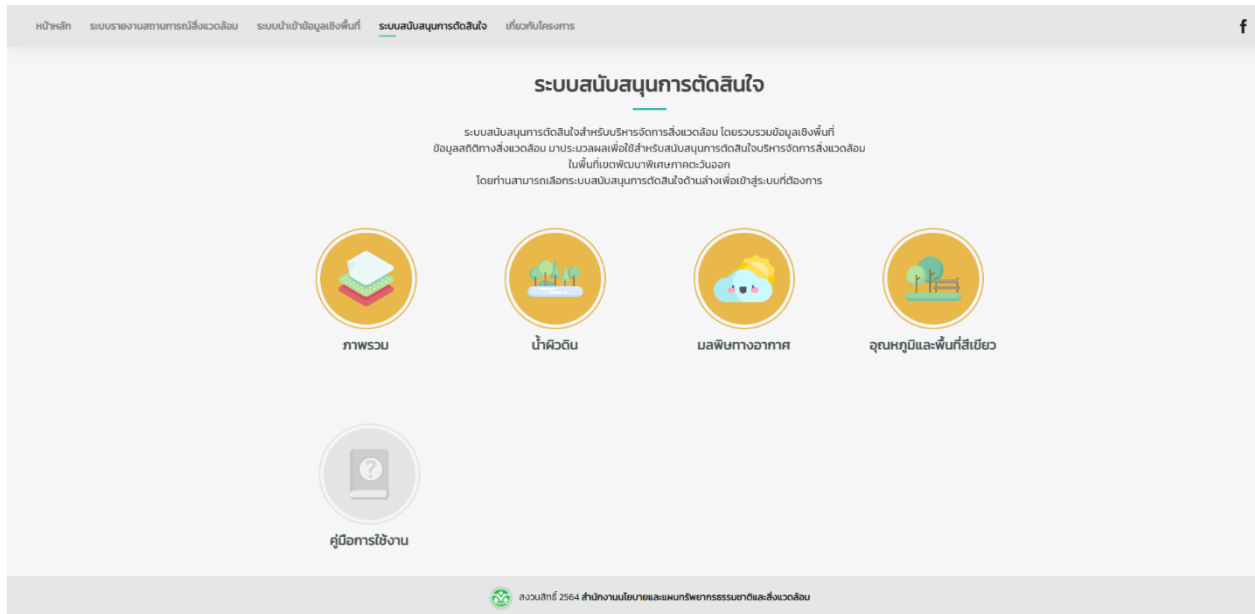 หน้าหลัก ระบบรายงานสถานการณ์สิ่งแวดล้อม ระบบนำเข้าข้อมูลเชิงพื้นที่ ระบบสนับสนุนการตัดสินใจ เกี่ยวกับโครงการ f
ระบบสนับสนุนการตัดสินใจ
ระบบสนับสนุนการตัดสินใจสำหรับบริหารจัดการสิ่งแวดล้อม โดยรวบรวมข้อมูลเชิงพื้นที่
ข้อมูลสถิติทางสิ่งแวดล้อม มาประมวลผลเพื่อใช้สำหรับสนับสนุนการตัดสินใจบริหารจัดการสิ่งแวดล้อม
ในพื้นที่เขตพัฒนาพิเศษภาคตะวันออก
โดยท่านสามารถเลือกระบบสนับสนุนการตัดสินใจด้านล่างเพื่อเข้าสู่ระบบที่ต้องการ
ภาพรวม น้ำผิวดิน มลพิษทางอากาศ อุณหภูมิและพื้นที่สีเขียว
?
คู่มือการใช้งาน
สงวนสิทธิ์ 2564 สำนักงานนโยบายและแผนทรัพยากรธรรมชาติและสิ่งแวดล้อม